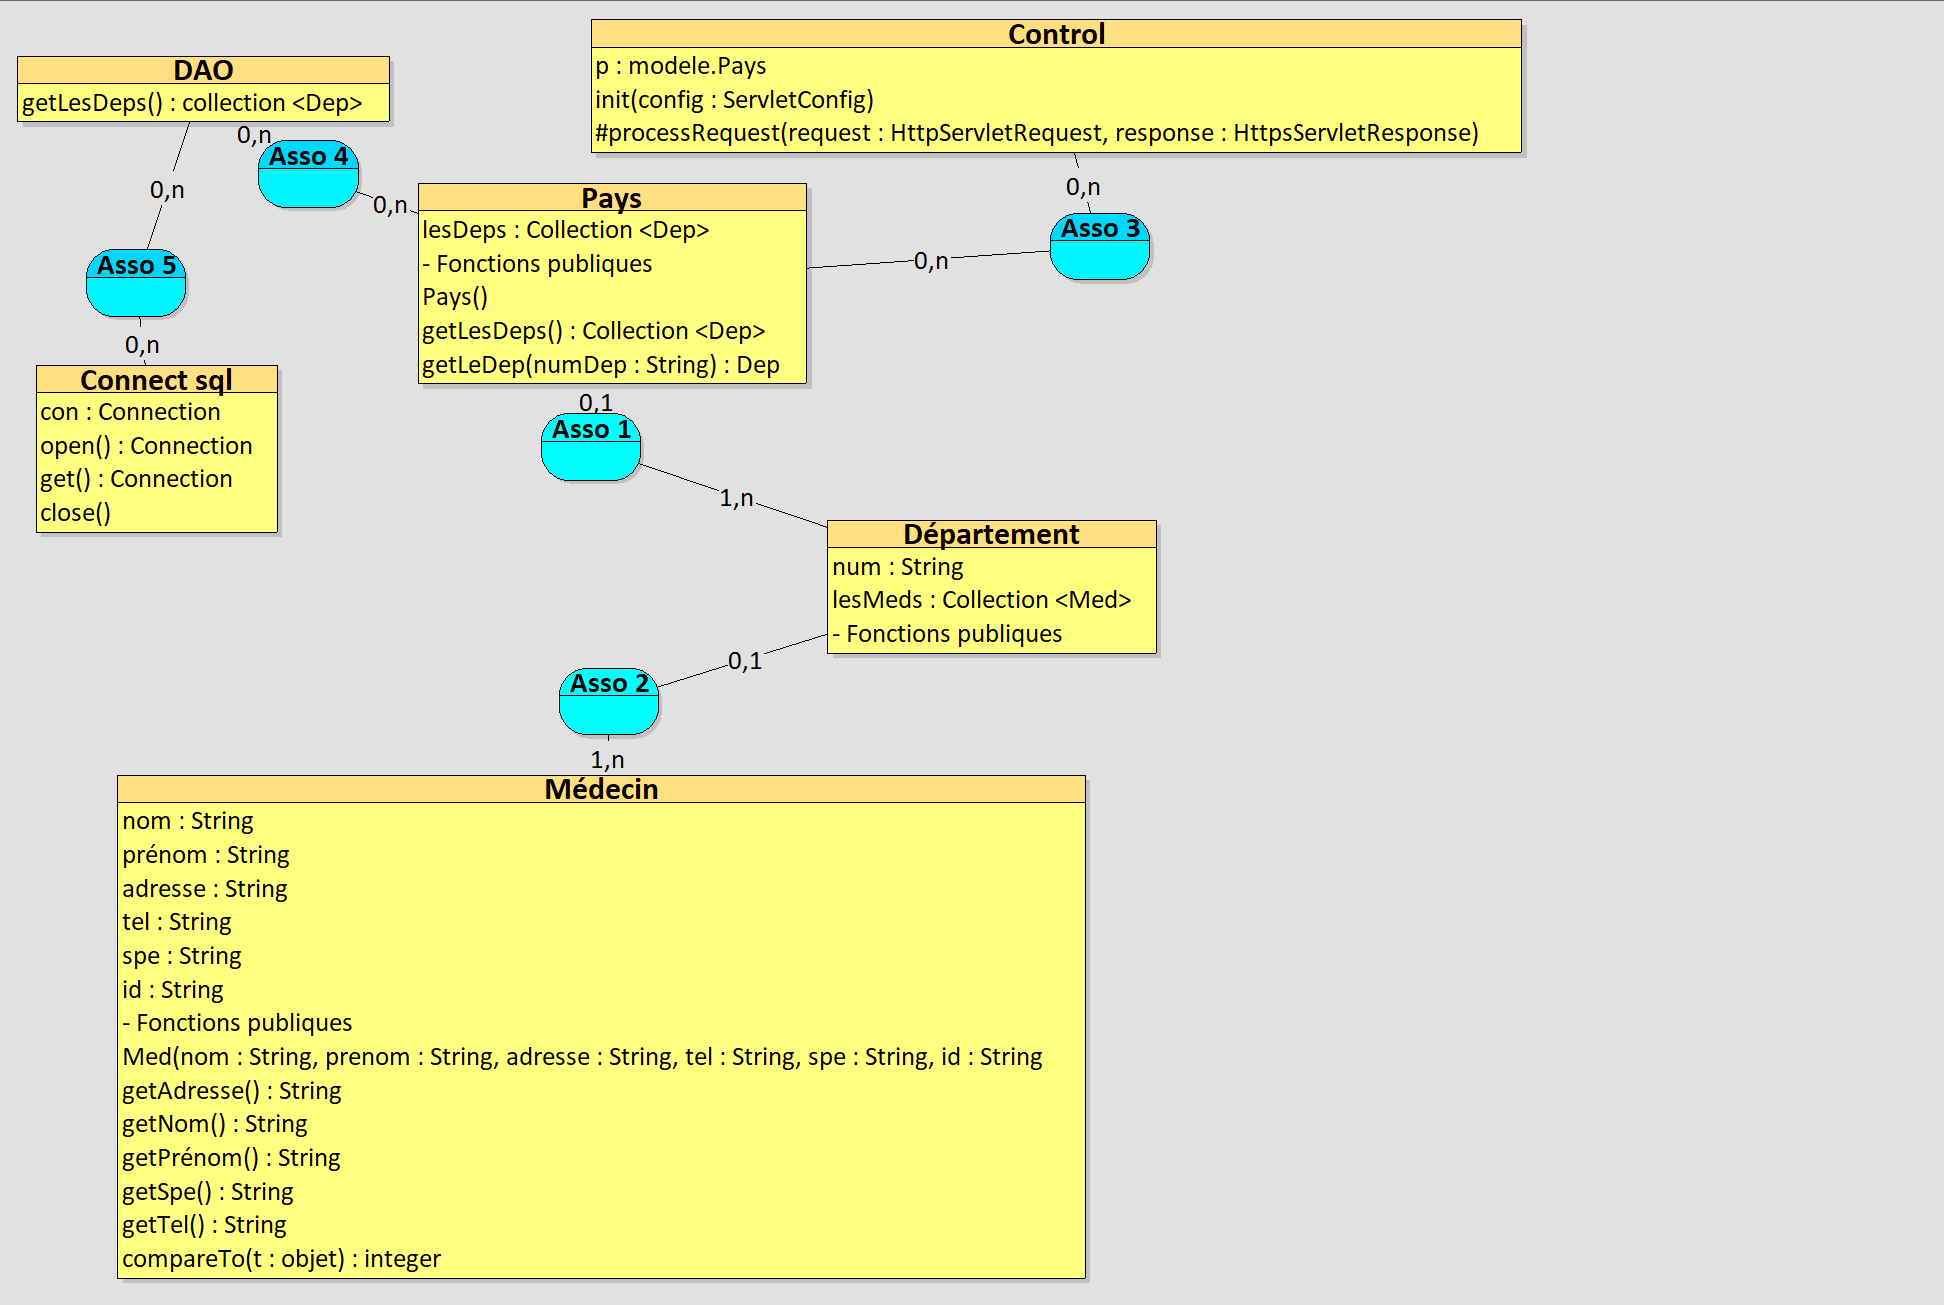 Control
p : modele.Pays
init(config : ServletConfig)
#processRequest(request : HttpServletRequest, response : HttpsServletResponse)
DAO
getLesDeps() : collection <Dep>
0,n
Asso 4
0,n
0,n
Asso 5
0,n
Connect sql
con : Connection
open() : Connection
get() : Connection
close()
Pays
lesDeps : Collection <Dep>
- Fonctions publiques
Pays()
getLesDeps() : Collection <Dep>
getLeDep(numDep : String) : Dep
0,n
Asso 3
0,n
0,1
Asso 1
1,n
Département
num : String
lesMeds : Collection <Med>
- Fonctions publiques
0,1
Asso 2
1,n
Médecin
nom : String
prénom : String
adresse : String
tel : String
spe : String
id : String
- Fonctions publiques
Med(nom : String, prenom : String, adresse : String, tel : String, spe : String, id : String
getAdresse() : String
getNom() : String
getPrénom() : String
getSpe() : String
getTel() : String
compareTo(t : objet) : integer